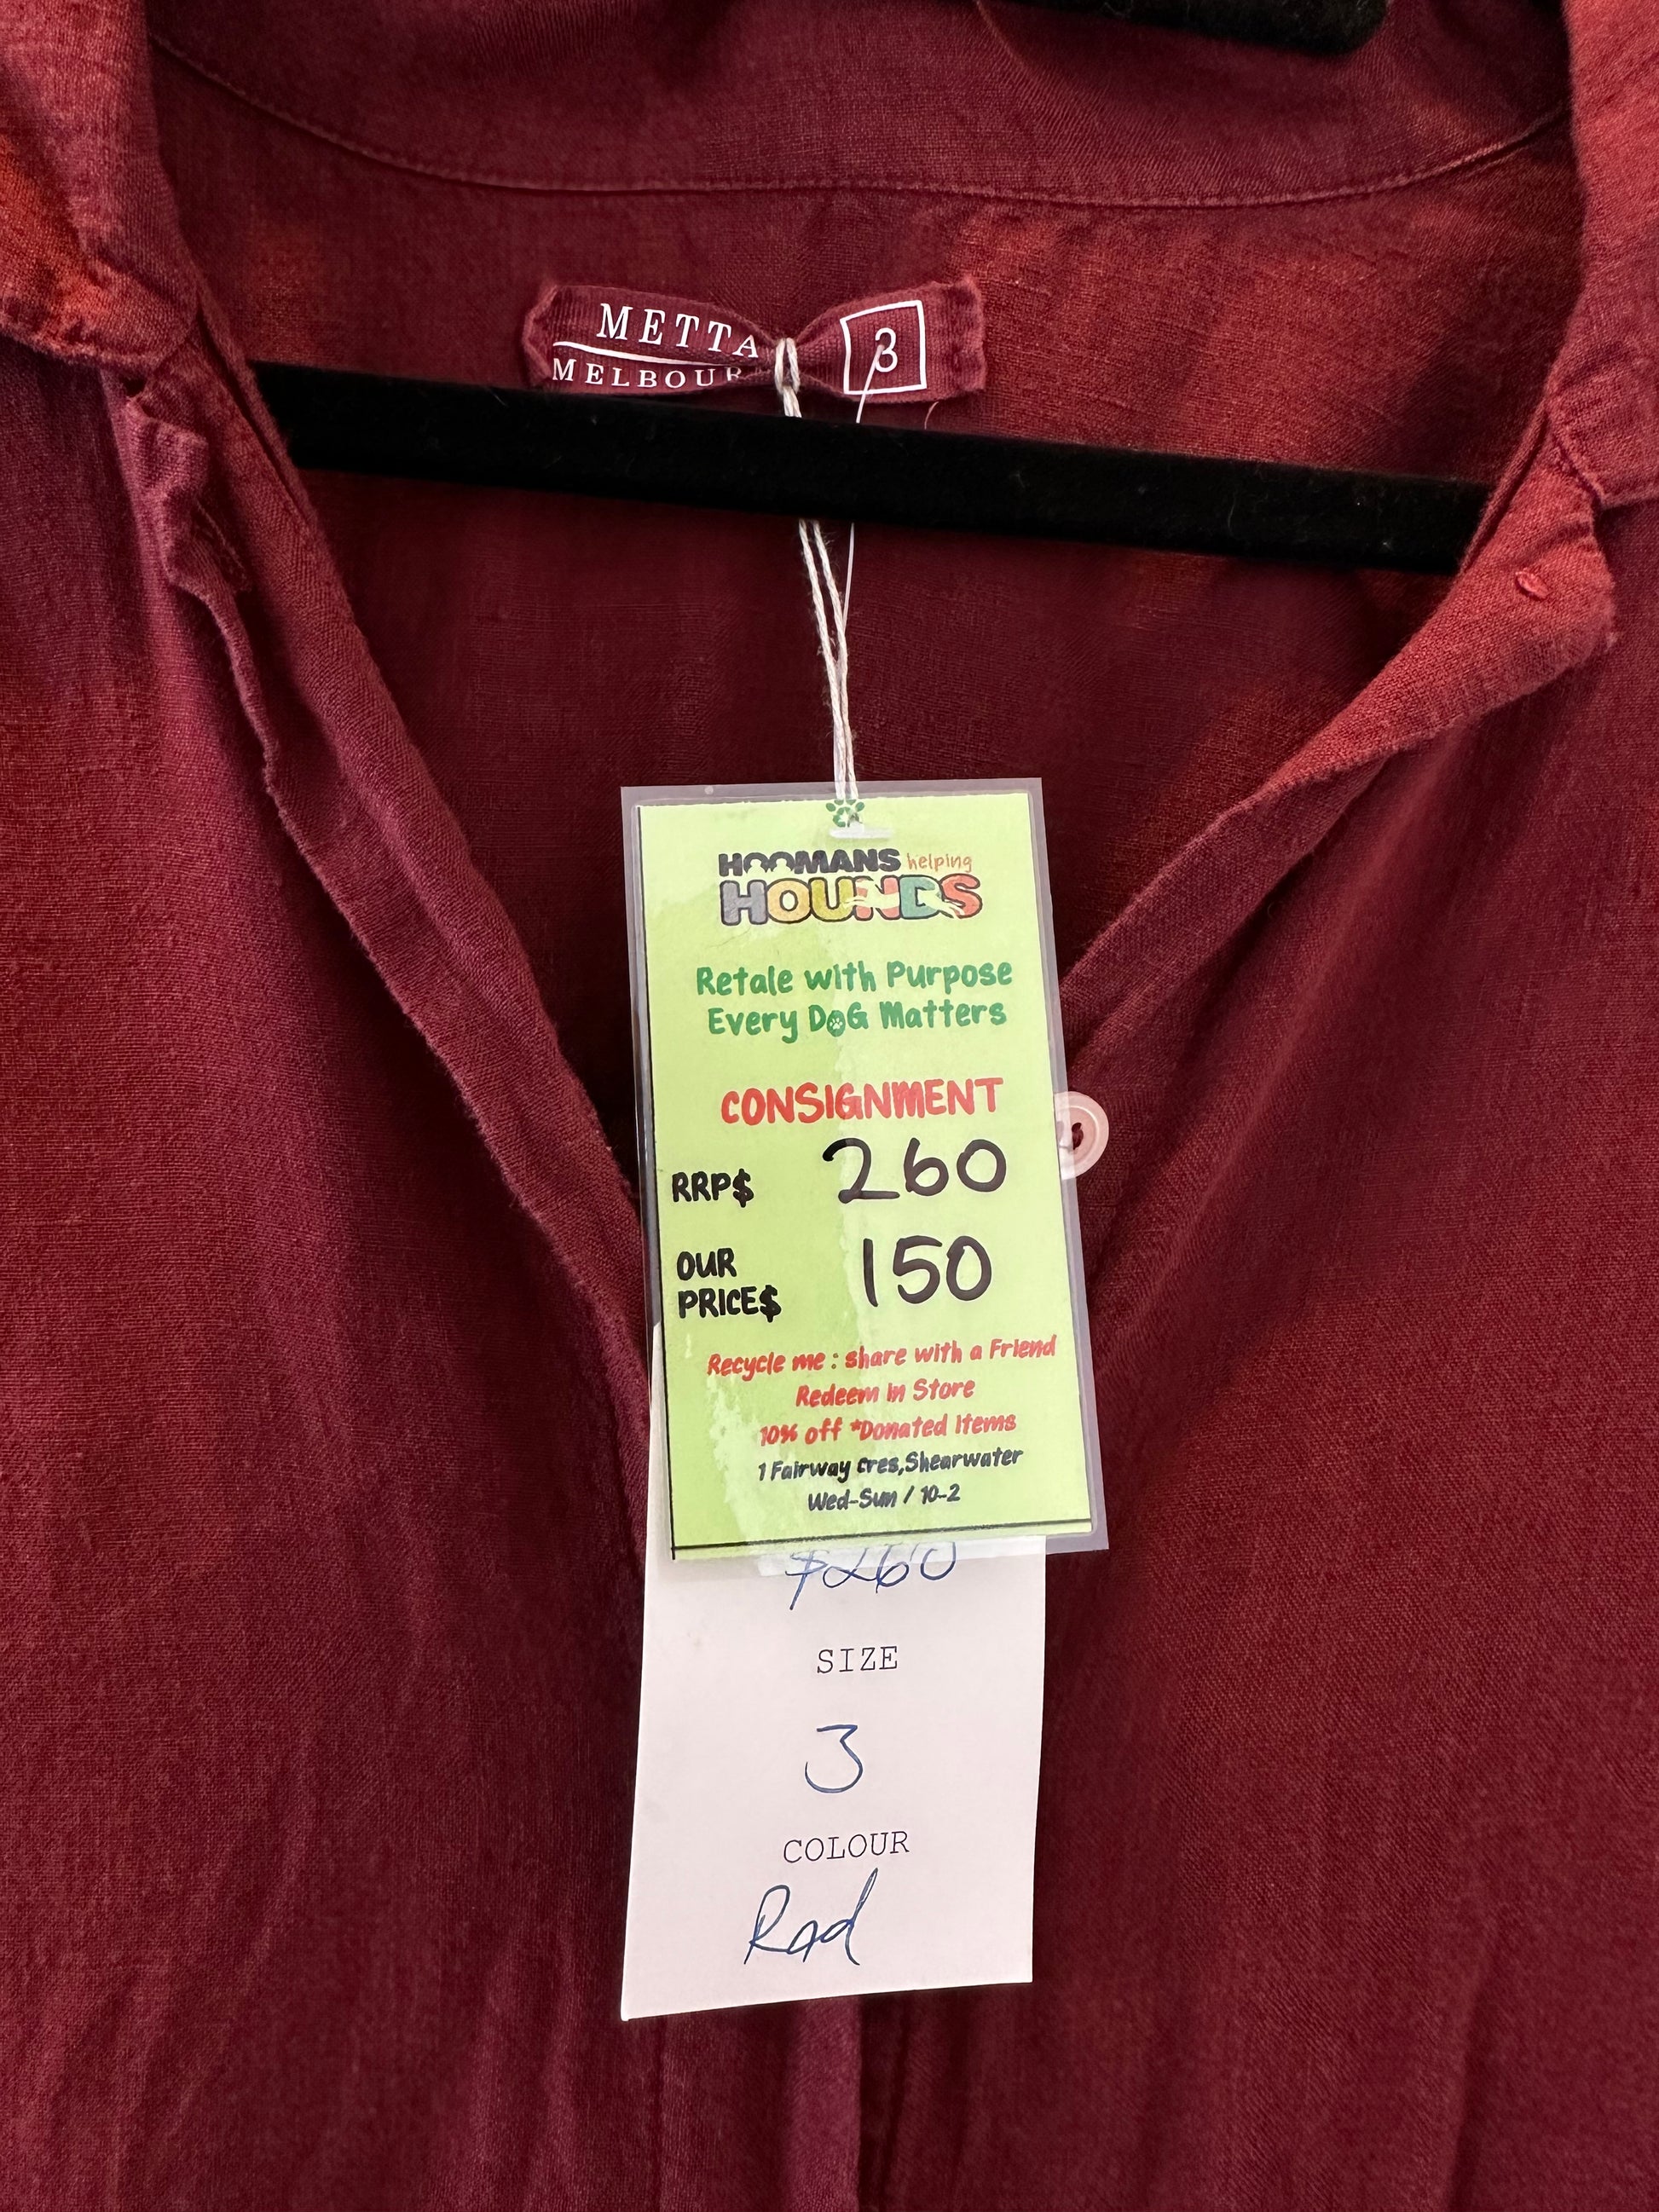 METTA
MELBOUR
3
HOOMANS helping
HOUNDS
Retale with Purpose
Every DOG Matters
CONSIGNMENT
RRP$ 260
OUR
PRICE$ 150
Recycle me : share with a Friend
Redeem in Store
10% off *Donated Items
1 Fairway Cres,Shearwater
Wed-Sun / 10-2
$260
SIZE
3
COLOUR
Red